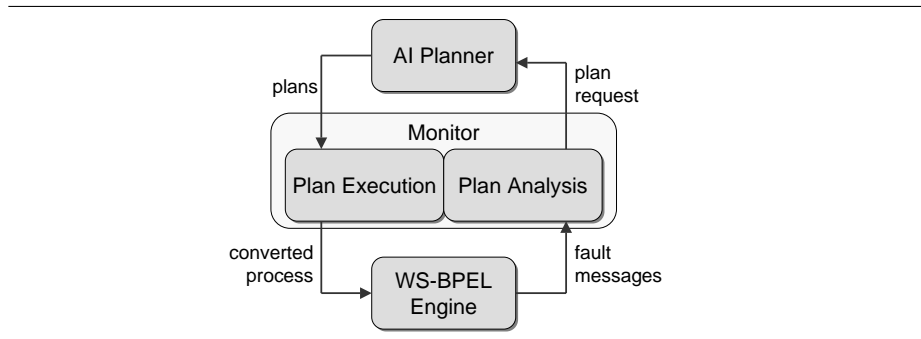 AI Planner
plans
plan
request
Monitor
Plan Execution
Plan Analysis
converted
process
fault
messages
WS-BPEL
Engine